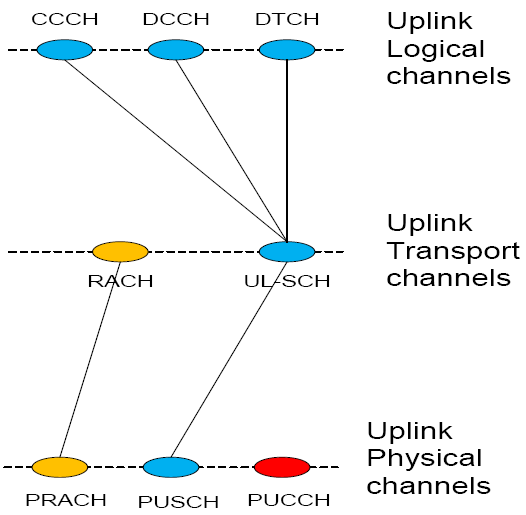 CCCH DCCH DTCH
Uplink
Logical
channels
Uplink
Transport
channels
RACH UL-SCH
Uplink
Physical
channels
PRACH PUSCH PUCCH